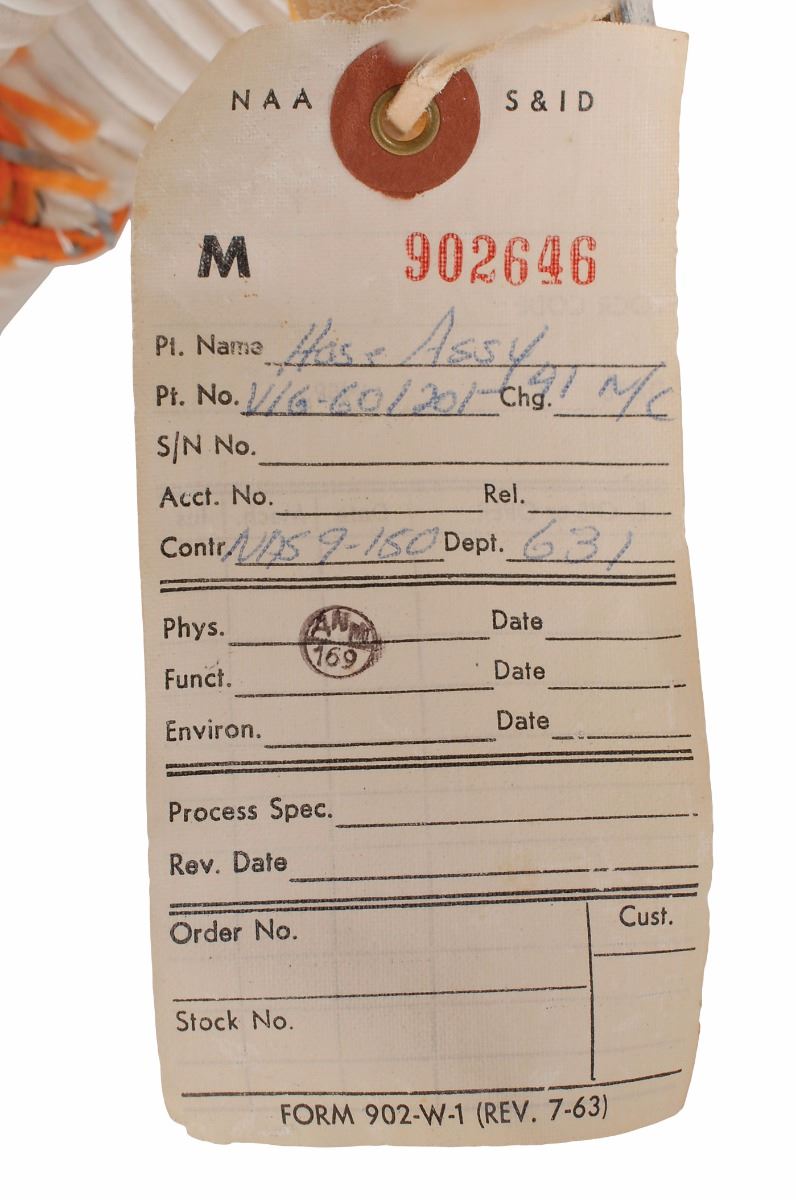 NAA S&ID
M 902646
Pt. Name Hose Assy
Pt. No. V16-601201-91 Chg. N/C
S/N No.
Acct. No. Rel.
Contr. NAS 9-150 Dept. 631
Phys. Date
ANM
169
Funct. Date
Environ. Date
Process Spec.
Rev. Date
Order No. Cust.
Stock No.
FORM 902-W-1 (REV. 7-63)